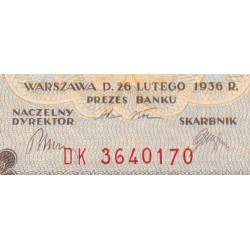 WARSZAWA D. 26 LUTEGO 1936 R.
PREZES BANKU
NACZELNY DYREKTOR
SKARBNIK
DK 3640170